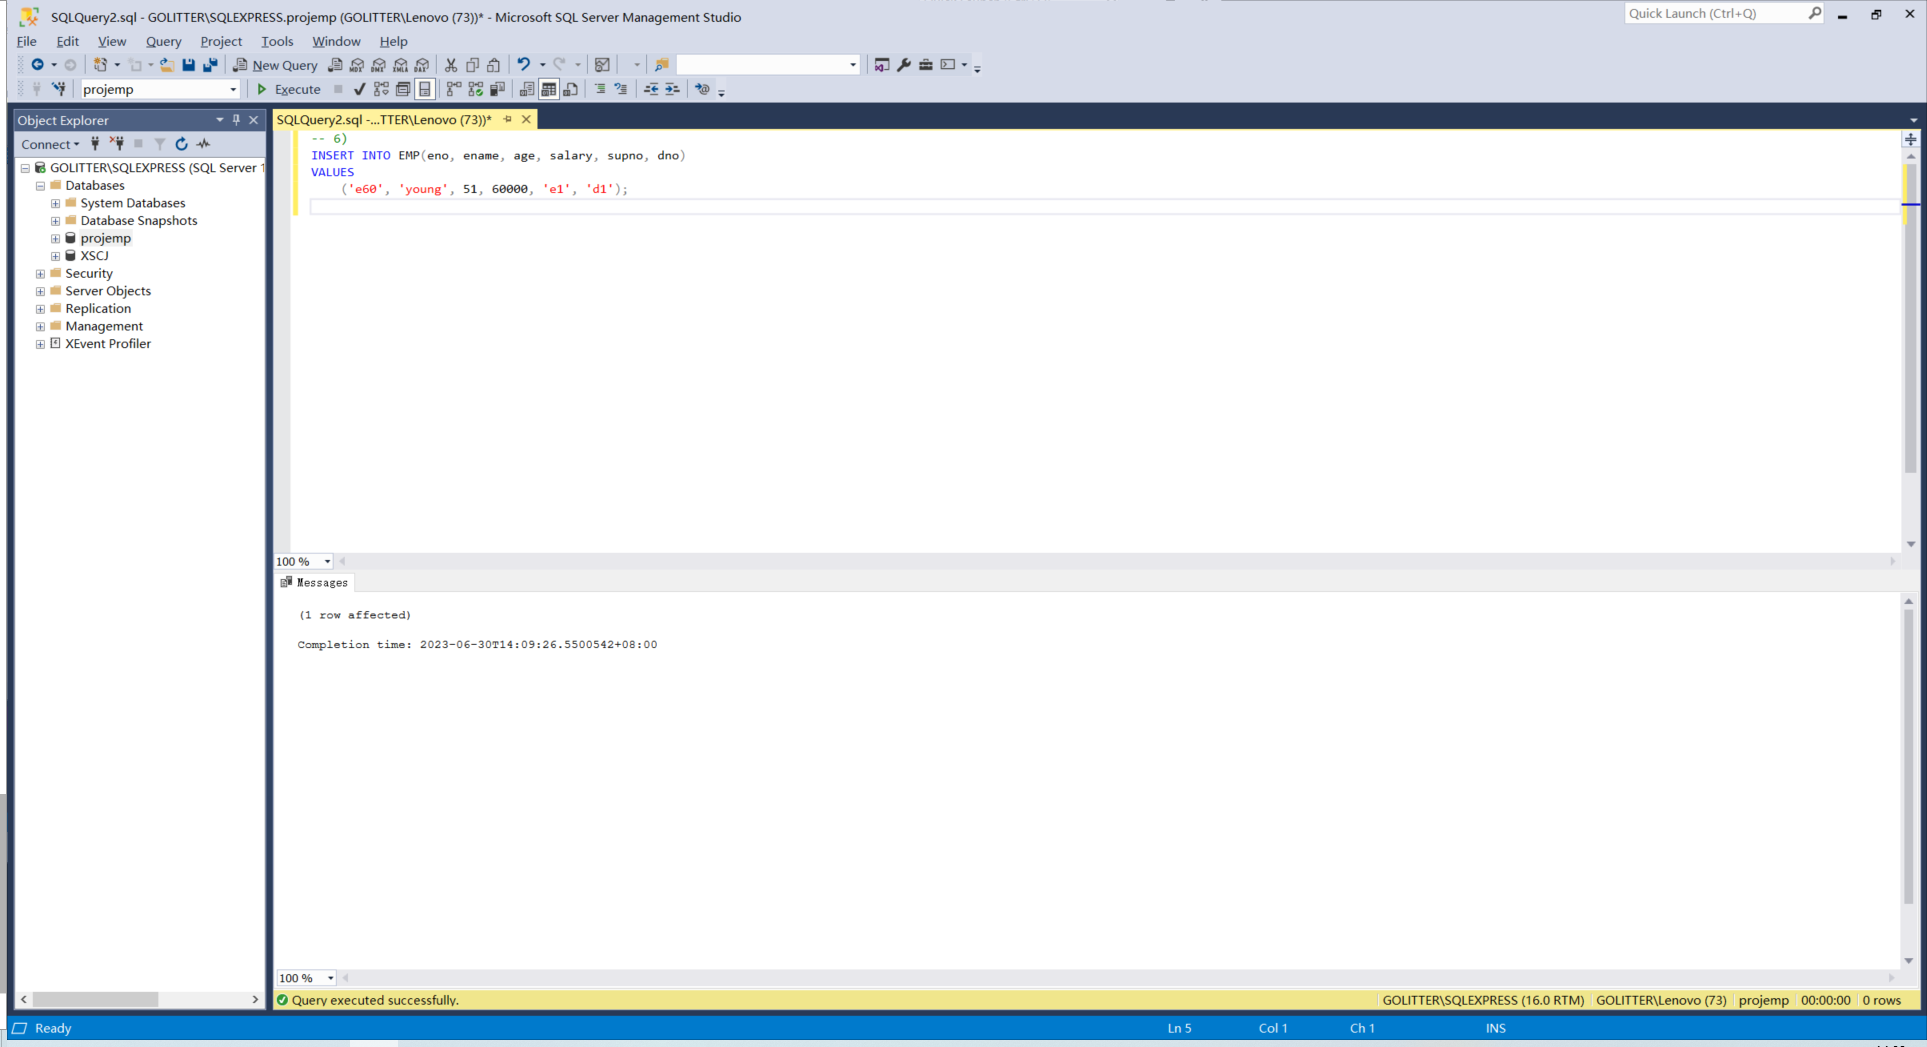 SQLQuery2.sql - GOLITTER\SQLEXPRESS.projemp (GOLITTER\Lenovo (73))* - Microsoft SQL Server Management Studio
Quick Launch (Ctrl+Q)
File Edit View Query Project Tools Window Help
New Query MDX DMX XMLA DAX
projemp Execute
Object Explorer
SQLQuery2.sql -...TTER\Lenovo (73))*
Connect
GOLITTER\SQLEXPRESS (SQL Server 1
Databases
System Databases
Database Snapshots
projemp
XSCJ
Security
Server Objects
Replication
Management
XEvent Profiler
-- 6)
INSERT INTO EMP(eno, ename, age, salary, supno, dno)
VALUES
('e60', 'young', 51, 60000, 'e1', 'd1');
100 %
Messages
(1 row affected)
Completion time: 2023-06-30T14:09:26.5500542+08:00
100 %
Query executed successfully.
GOLITTER\SQLEXPRESS (16.0 RTM) GOLITTER\Lenovo (73) projemp 00:00:00 0 rows
Ready Ln 5 Col 1 Ch 1 INS